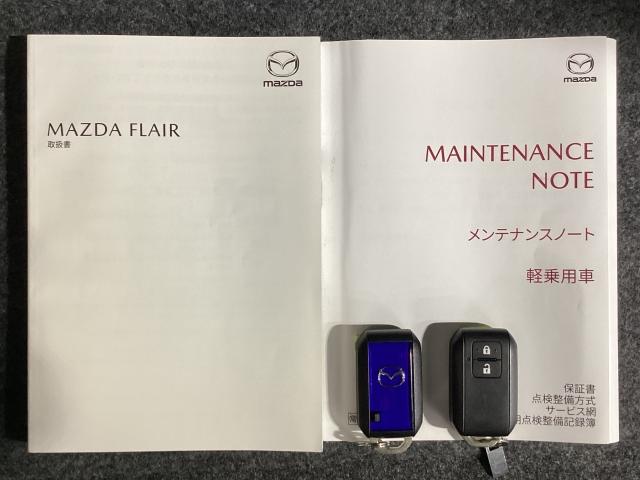 mazda
MAZDA FLAIR
取扱書
mazda
MAINTENANCE
NOTE
メンテナンスノート
軽乗用車
保証書
点検整備方式
サービス網
用点検整備記録簿